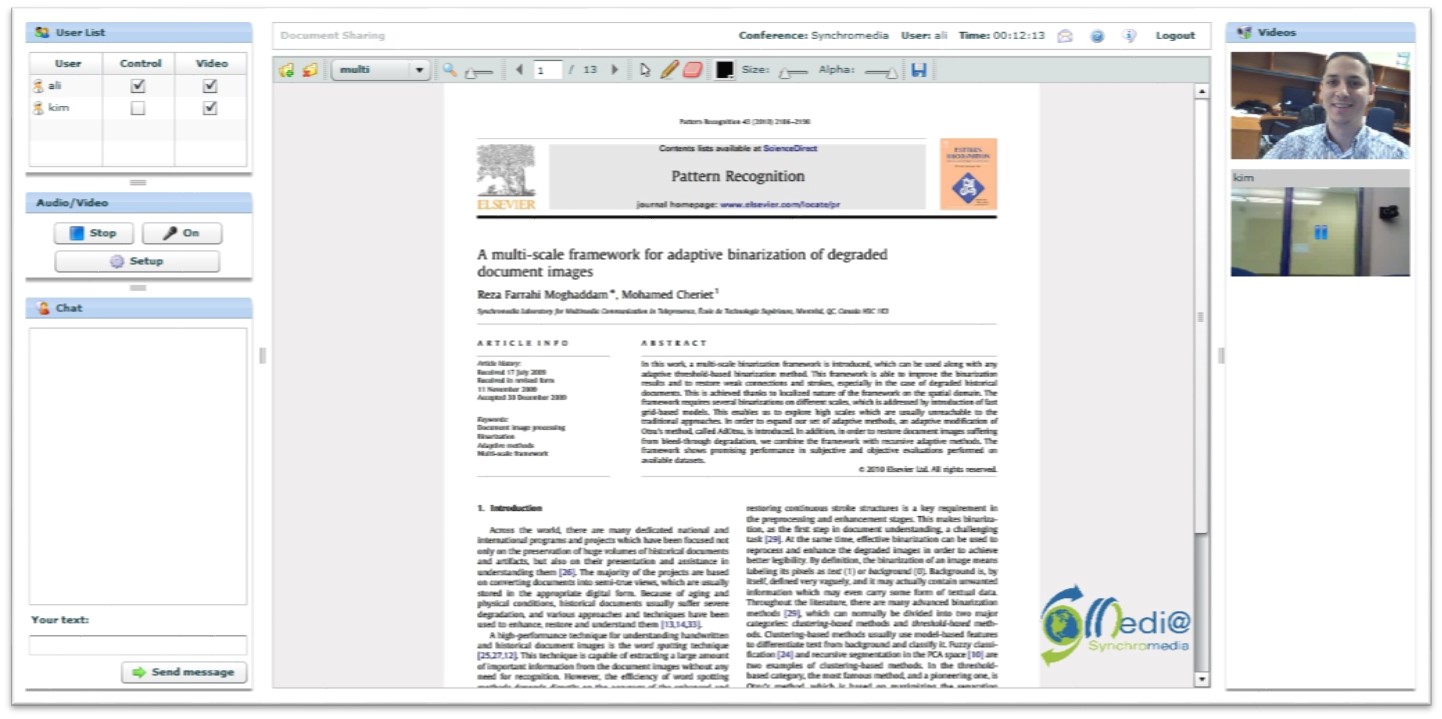 User List
User Control Video
ali
kim
Audio/Video
Stop On
Setup
Chat
Your text:
Send message
Document Sharing Conference: Synchromedia User: ali Time: 00:12:13 Logout
multi 1 / 13 Size: Alpha:
Pattern Recognition 43 (2010) 2186–2198
Contents lists available at ScienceDirect
Pattern Recognition
journal homepage: www.elsevier.com/locate/pr
ELSEVIER
PATTERN
RECOGNITION
A multi-scale framework for adaptive binarization of degraded
document images
Reza Farrahi Moghaddam*, Mohamed Cheriet1
Synchromedia Laboratory for Multimedia Communication in Telepresence, École de Technologie Supérieure, Montréal, QC, Canada H3C 1K3
ARTICLE INFO
Article history:
Received 17 July 2009
Received in revised form
11 November 2009
Accepted 30 December 2009
Keywords:
Document image processing
Binarization
Adaptive methods
Multi-scale framework
ABSTRACT
In this work, a multi-scale binarization framework is introduced, which can be used along with any
adaptive threshold-based binarization method. This framework is able to improve the binarization
results and to restore weak connections and strokes, especially in the case of degraded historical
documents. This is achieved thanks to localized nature of the framework on the spatial domain. The
framework requires several binarizations on different scales, which is addressed by introduction of fast
grid-based models. This enables us to explore high scales which are usually unreachable to the
traditional approaches. In order to expand our set of adaptive methods, an adaptive modification of
Otsu's method, called AdOtsu, is introduced. In addition, in order to restore document images suffering
from bleed-through degradation, we combine the framework with recursive adaptive methods. The
framework shows promising performance in subjective and objective evaluations performed on
available datasets.
© 2010 Elsevier Ltd. All rights reserved.
1. Introduction
Across the world, there are many dedicated national and
international programs and projects which have been focused not
only on the preservation of huge volumes of historical documents
and artifacts, but also on their presentation and assistance in
understanding them [26]. The majority of the projects are based
on converting documents into semi-true views, which are usually
stored in the appropriate digital form. Because of aging and
physical conditions, historical documents usually suffer severe
degradation, and various approaches and techniques have been
used to enhance, restore and understand them [13,14,33].
A high-performance technique for understanding handwritten
and historical document images is the word spotting technique
[25,27,12]. This technique is capable of extracting a large amount
of important information from the document images without any
need for recognition. However, the efficiency of word spotting
methods depends directly on the accuracy of the enhanced and
restoring continuous stroke structures is a key requirement in
the preprocessing and enhancement stages. This makes binariza-
tion, as the first step in document understanding, a challenging
task [29]. At the same time, effective binarization can be used to
reprocess and enhance the degraded images in order to achieve
better legibility. By definition, the binarization of an image means
labeling its pixels as text (1) or background (0). Background is, by
itself, defined very vaguely, and it may actually contain unwanted
information which may even carry some form of textual data.
Throughout the literature, there are many advanced binarization
methods [29], which can normally be divided into two major
categories: clustering-based methods and threshold-based meth-
ods. Clustering-based methods usually use model-based features
to differentiate text from background and classify it. Fuzzy classi-
fication [24] and recursive segmentation in the PCA space [10] are
two examples of clustering-based methods. In the threshold-
based category, the most famous method, and a pioneering one, is
Otsu's method, which is based on maximizing the separation
Medi@
Synchromedia
Videos
kim